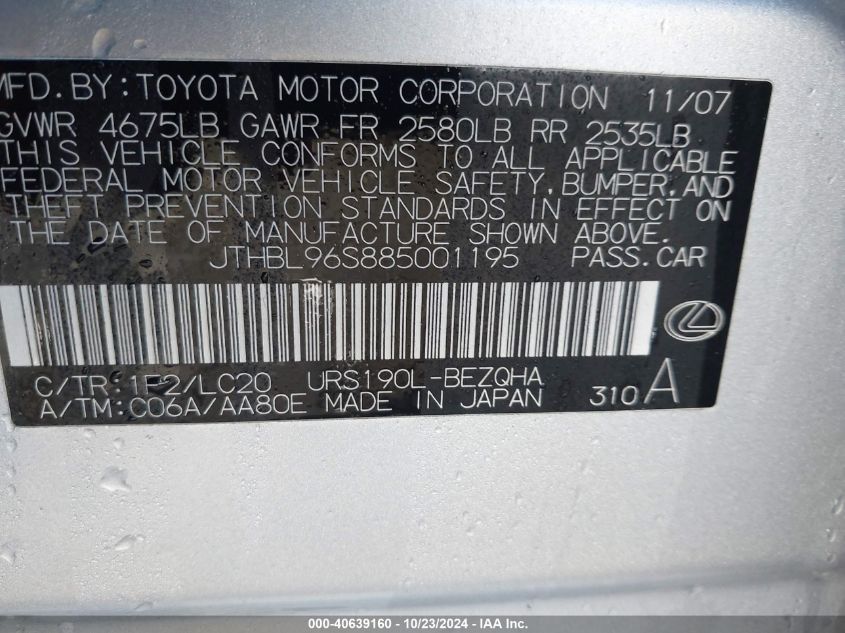 MFD. BY: TOYOTA MOTOR CORPORATION 11/07
GVWR 4675LB GAWR FR 2580LB RR 2535LB
THIS VEHICLE CONFORMS TO ALL APPLICABLE
FEDERAL MOTOR VEHICLE SAFETY, BUMPER, AND
THEFT PREVENTION STANDARDS IN EFFECT ON
THE DATE OF MANUFACTURE SHOWN ABOVE.
JTHBL96S885001195 PASS. CAR
C/TR: 1F2/LC20 URS190L-BEZQHA
A/TM: C06A/AA80E MADE IN JAPAN 310 A
000-40639160 - 10/23/2024 - IAA Inc.